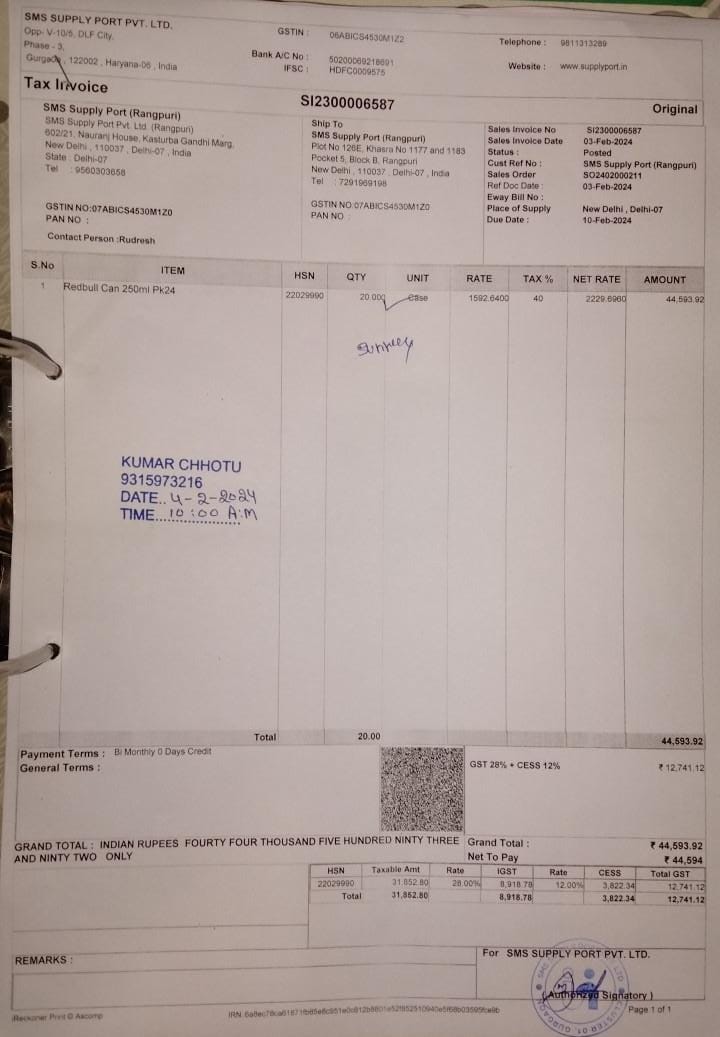 SMS SUPPLY PORT PVT. LTD.
Opp- V-10/5, DLF City,
Phase - 3,
Gurgaon, 122002, Haryana-06, India
GSTIN : 06ABICS4530M1Z2
Bank A/C No : 50200069218691
IFSC : HDFC0009575
Telephone : 9811313289
Website : www.supplyport.in
Tax Invoice
SI2300006587
Original
SMS Supply Port (Rangpuri)
SMS Supply Port Pvt. Ltd. (Rangpuri)
602/21, Nauranj House, Kasturba Gandhi Marg,
New Delhi, 110037, Delhi-07, India
State : Delhi-07
Tel : 9560303658
GSTIN NO:07ABICS4530M1Z0
PAN NO :
Contact Person :Rudresh
Ship To
SMS Supply Port (Rangpuri)
Plot No 126E, Khasra No 1177 and 1183
Pocket 5, Block B, Rangpuri
New Delhi, 110037, Delhi-07, India
Tel : 7291969198
GSTIN NO:07ABICS4530M1Z0
PAN NO :
Sales Invoice No SI2300006587
Sales Invoice Date 03-Feb-2024
Status : Posted
Cust Ref No : SMS Supply Port (Rangpuri)
Sales Order SO2402000211
Ref Doc Date : 03-Feb-2024
Eway Bill No :
Place of Supply New Delhi, Delhi-07
Due Date : 10-Feb-2024
S.No ITEM HSN QTY UNIT RATE TAX % NET RATE AMOUNT
1 Redbull Can 250ml Pk24 22029990 20.000 Case 1592.6400 40 2229.6960 44,593.92
KUMAR CHHOTU
9315973216
DATE.. 4-2-2024
TIME.. 10:00 A.M
Total 20.00 44,593.92
Payment Terms : Bi Monthly 0 Days Credit
General Terms :
GST 28% + CESS 12% ₹ 12,741.12
GRAND TOTAL : INDIAN RUPEES FOURTY FOUR THOUSAND FIVE HUNDRED NINTY THREE
AND NINTY TWO ONLY
Grand Total : ₹ 44,593.92
Net To Pay ₹ 44,594
HSN Taxable Amt Rate IGST Rate CESS Total GST
22029990 31,852.80 28.00% 8,918.78 12.00% 3,822.34 12,741.12
Total 31,852.80 8,918.78 3,822.34 12,741.12
REMARKS :
For SMS SUPPLY PORT PVT. LTD.
(Authorized Signatory )
iReckoner Print @ Ascomp
Page 1 of 1